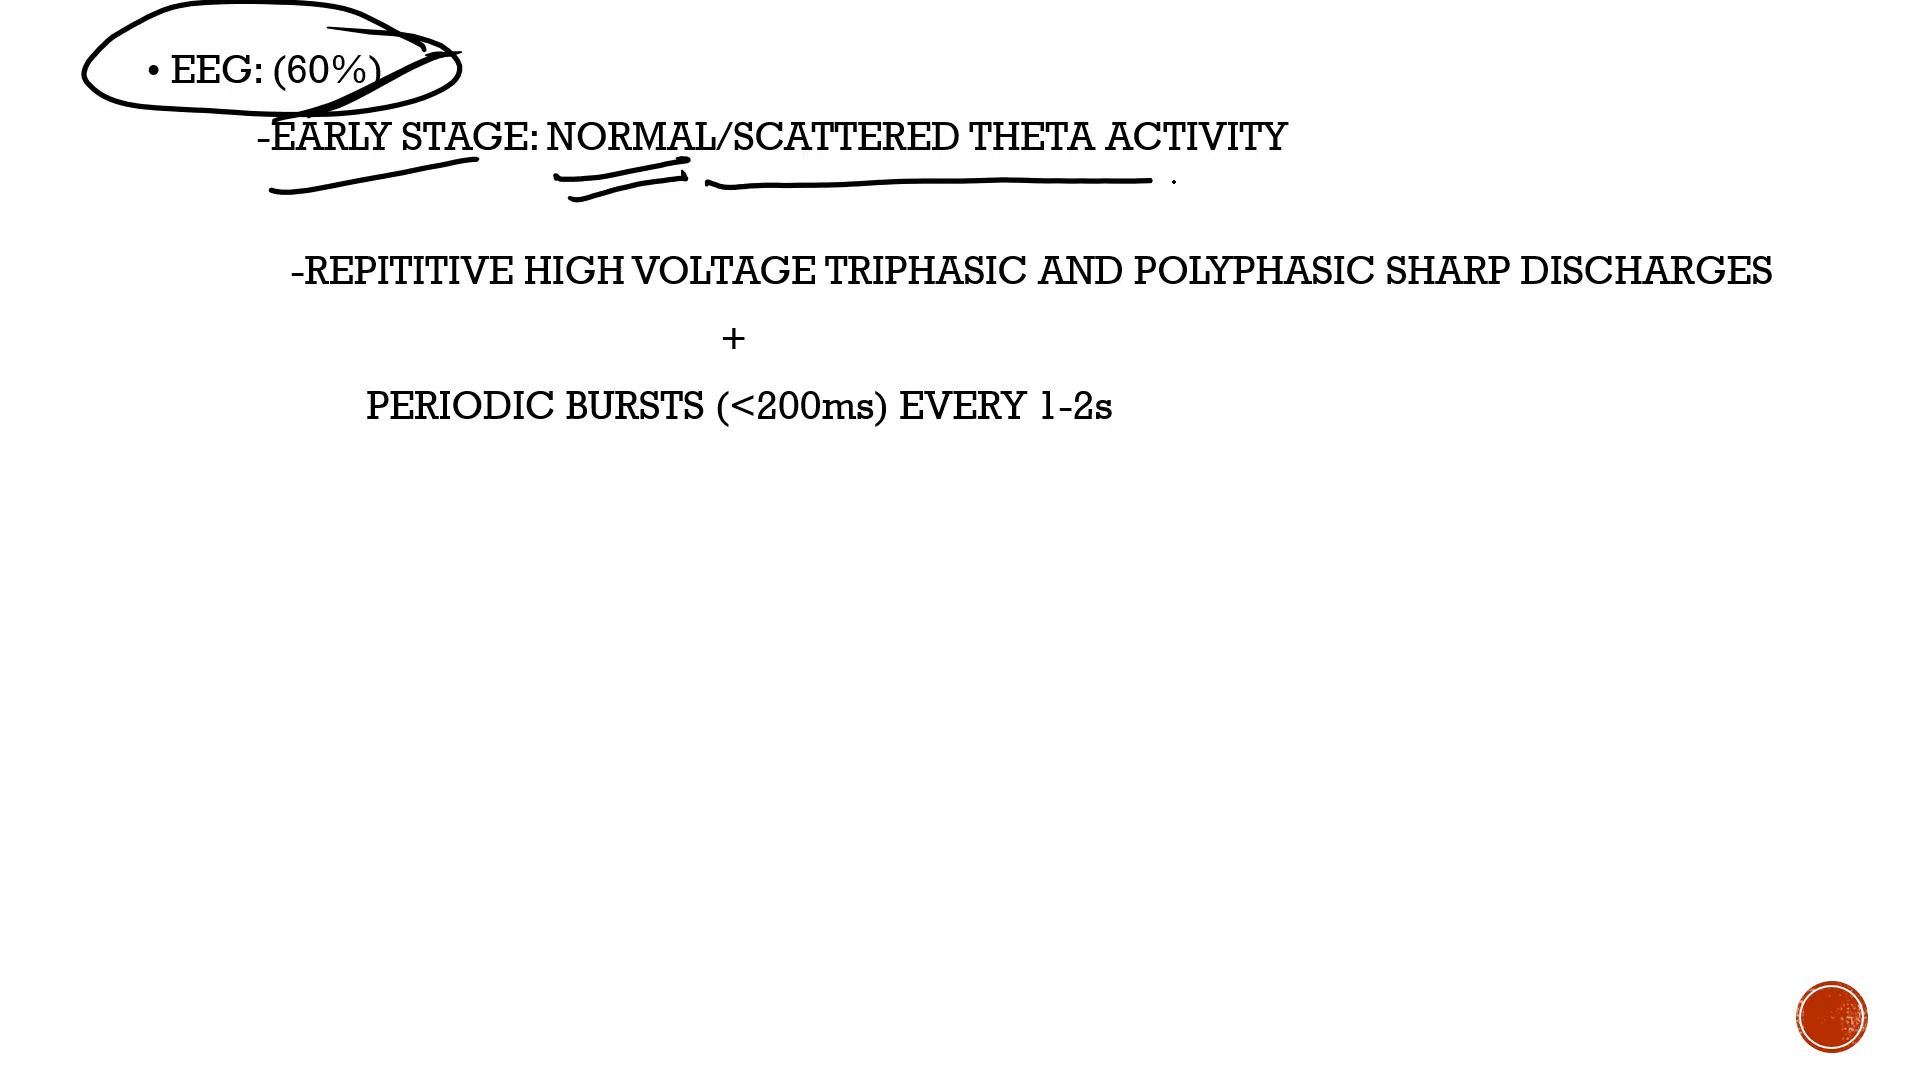 • EEG: (60%)
-EARLY STAGE: NORMAL/SCATTERED THETA ACTIVITY
-REPITITIVE HIGH VOLTAGE TRIPHASIC AND POLYPHASIC SHARP DISCHARGES
+
PERIODIC BURSTS (<200ms) EVERY 1-2s